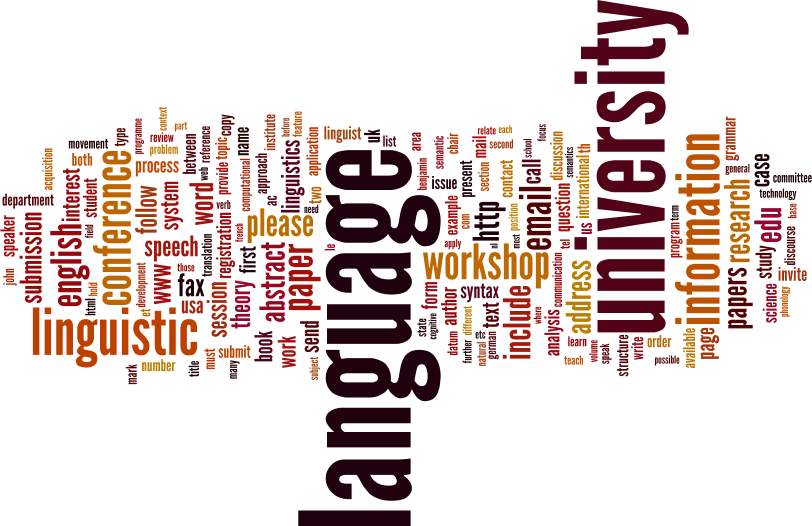 language
university
linguistic
information
conference
workshop
english
please
paper
abstract
include
email
http
address
research
papers
edu
submission
interest
student
both
movement
type
department
speaker
john
acquisition
field
html
hold
follow
process
problem
review
programme
context
part
system
speech
www
those
et
development
fax
usa
word
between
web
reference
provide
topic
copy
name
translation
registration
verb
french
session
theory
first
computational
approach
ac
institute
linguistics
before
feature
application
two
need
linguist
uk
list
le
mark
number
title
must
submit
many
book
work
send
subject
area
benjamin
semantic
issue
chair
relate
each
mail
second
present
section
contact
example
com
apply
nl
most
position
call
school
focus
discussion
semantics
international
th
question
us
tel
communication
form
state
cognitive
author
datum
syntax
different
further
natural
etc
german
text
where
analysis
learn
teach
volume
speak
structure
write
order
possible
available
page
program
term
grammar
general
case
technology
committee
study
discourse
base
science
invite
phonology